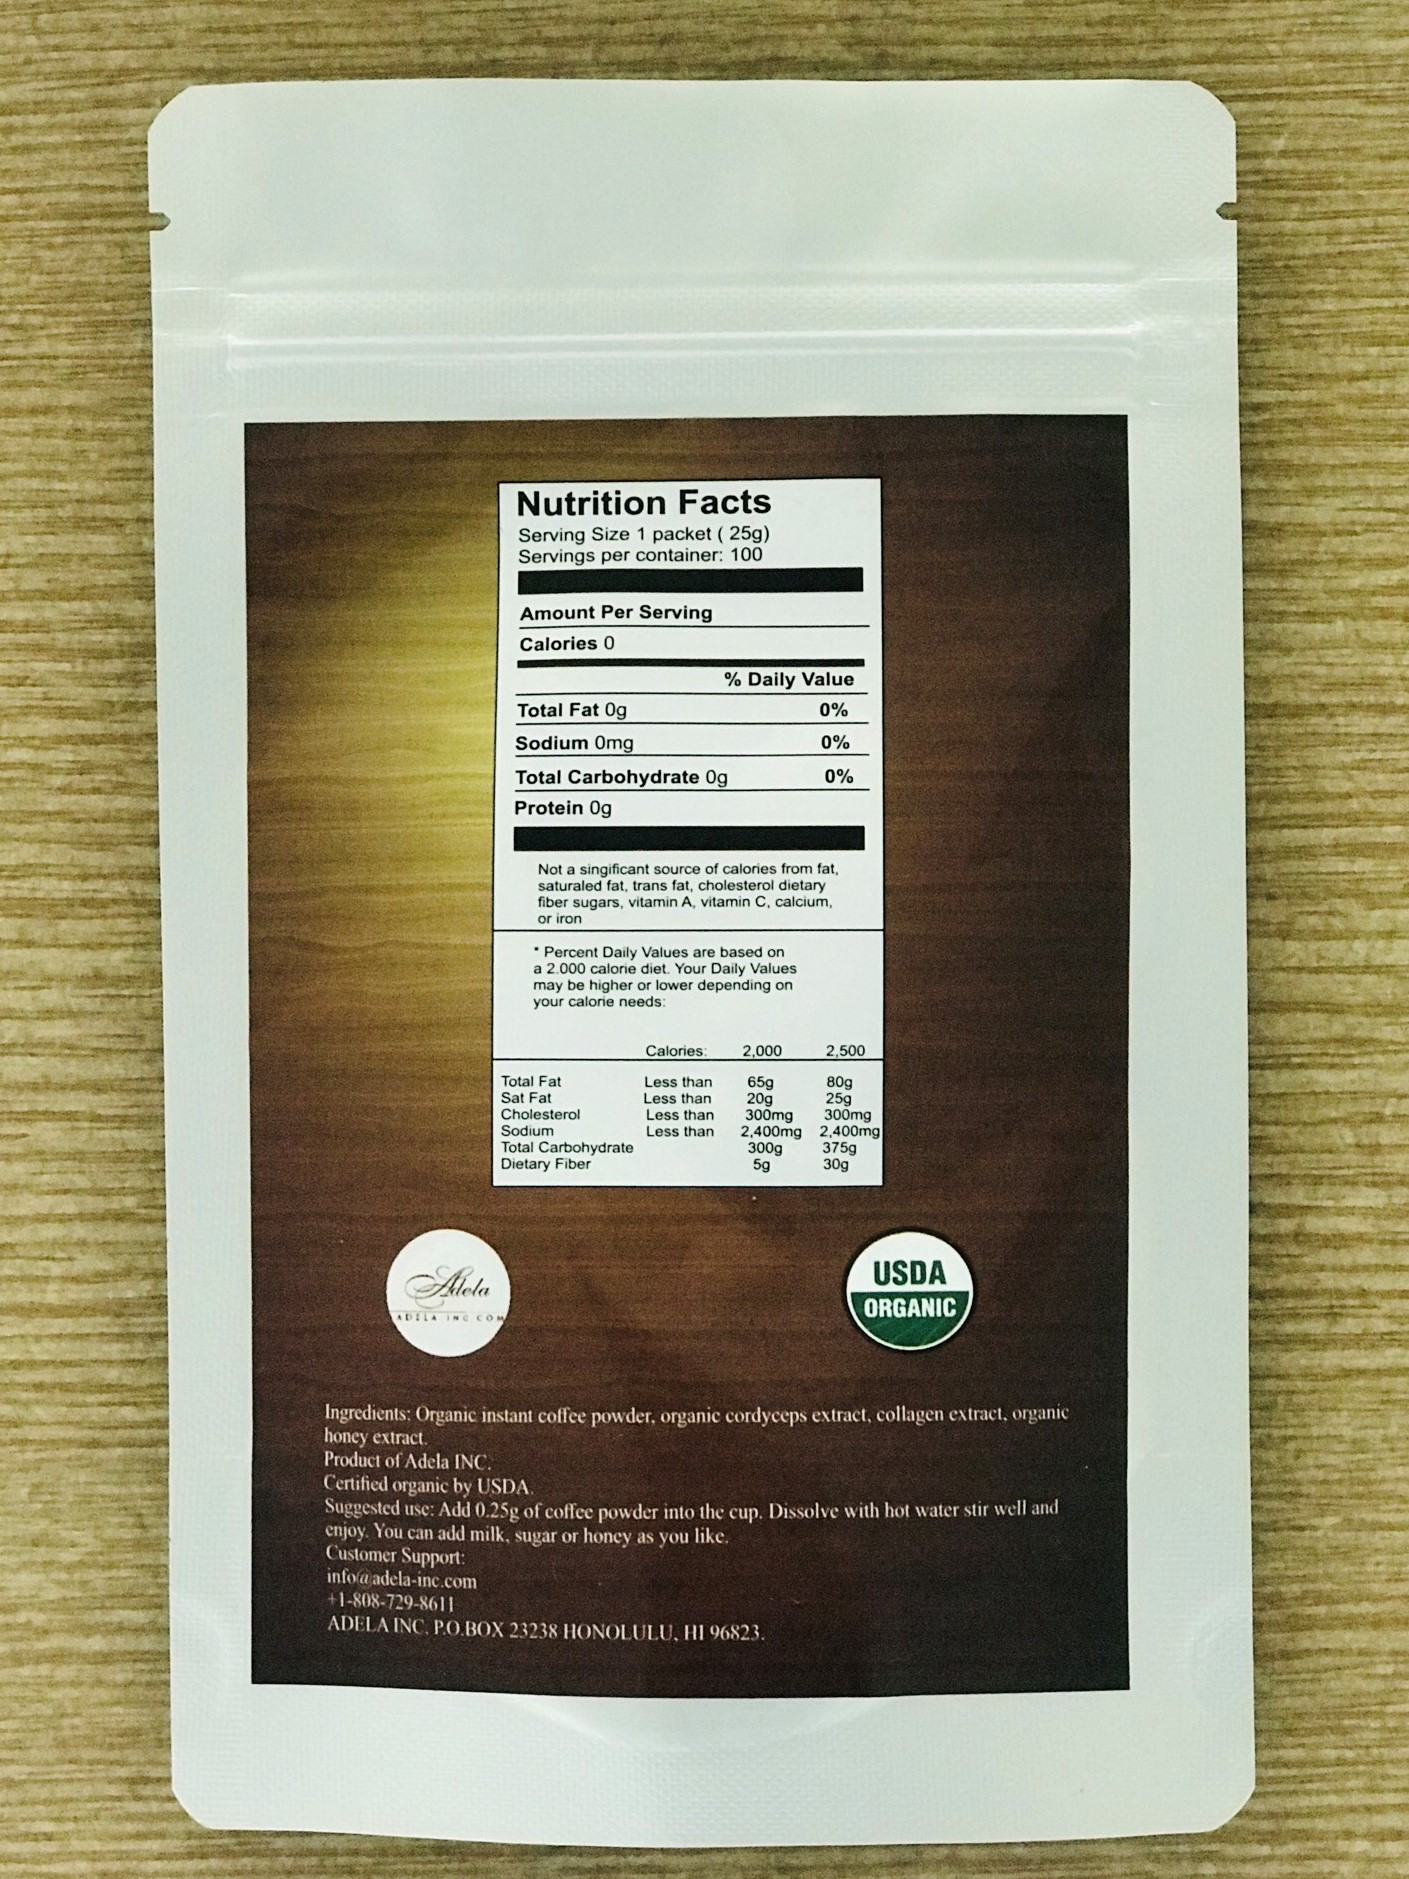 Nutrition Facts
Serving Size 1 packet ( 25g)
Servings per container: 100
Amount Per Serving
Calories 0
% Daily Value
Total Fat 0g 0%
Sodium 0mg 0%
Total Carbohydrate 0g 0%
Protein 0g
Not a singificant source of calories from fat,
saturaled fat, trans fat, cholesterol dietary
fiber sugars, vitamin A, vitamin C, calcium,
or iron
* Percent Daily Values are based on
a 2.000 calorie diet. Your Daily Values
may be higher or lower depending on
your calorie needs:
Calories: 2,000 2,500
Total Fat Less than 65g 80g
Sat Fat Less than 20g 25g
Cholesterol Less than 300mg 300mg
Sodium Less than 2,400mg 2,400mg
Total Carbohydrate 300g 375g
Dietary Fiber 5g 30g
Adela
ADELA INC COM
USDA
ORGANIC
Ingredients: Organic instant coffee powder, organic cordyceps extract, collagen extract, organic
honey extract.
Product of Adela INC.
Certified organic by USDA.
Suggested use: Add 0.25g of coffee powder into the cup. Dissolve with hot water stir well and
enjoy. You can add milk, sugar or honey as you like.
Customer Support:
info@adela-inc.com
+1-808-729-8611
ADELA INC. P.O.BOX 23238 HONOLULU, HI 96823.